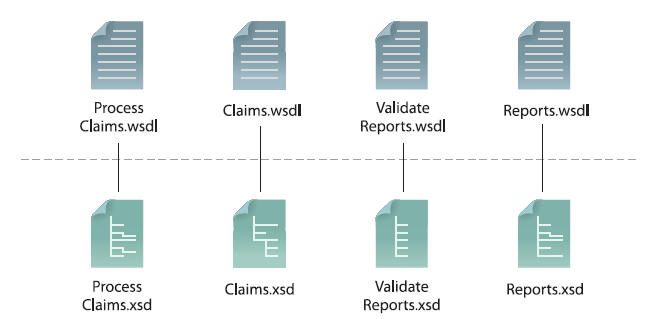 Process
Claims.wsdl
Claims.wsdl
Validate
Reports.wsdl
Reports.wsdl
Process
Claims.xsd
Claims.xsd
Validate
Reports.xsd
Reports.xsd